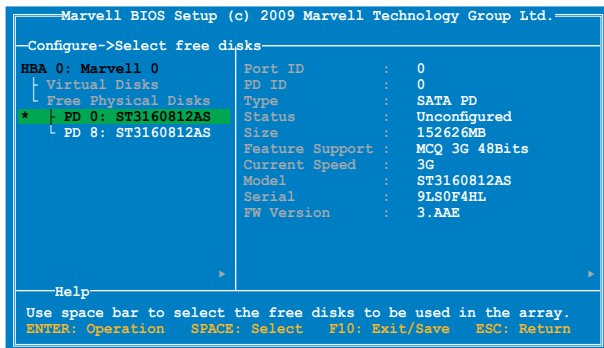 Marvell BIOS Setup (c) 2009 Marvell Technology Group Ltd.
Configure->Select free disks
HBA 0: Marvell 0
Virtual Disks
Free Physical Disks
* PD 0: ST3160812AS
PD 8: ST3160812AS
Port ID : 0
PD ID : 0
Type : SATA PD
Status : Unconfigured
Size : 152626MB
Feature Support : MCQ 3G 48Bits
Current Speed : 3G
Model : ST3160812AS
Serial : 9LS0F4HL
FW Version : 3.AAE
Help
Use space bar to select the free disks to be used in the array.
ENTER: Operation SPACE: Select F10: Exit/Save ESC: Return